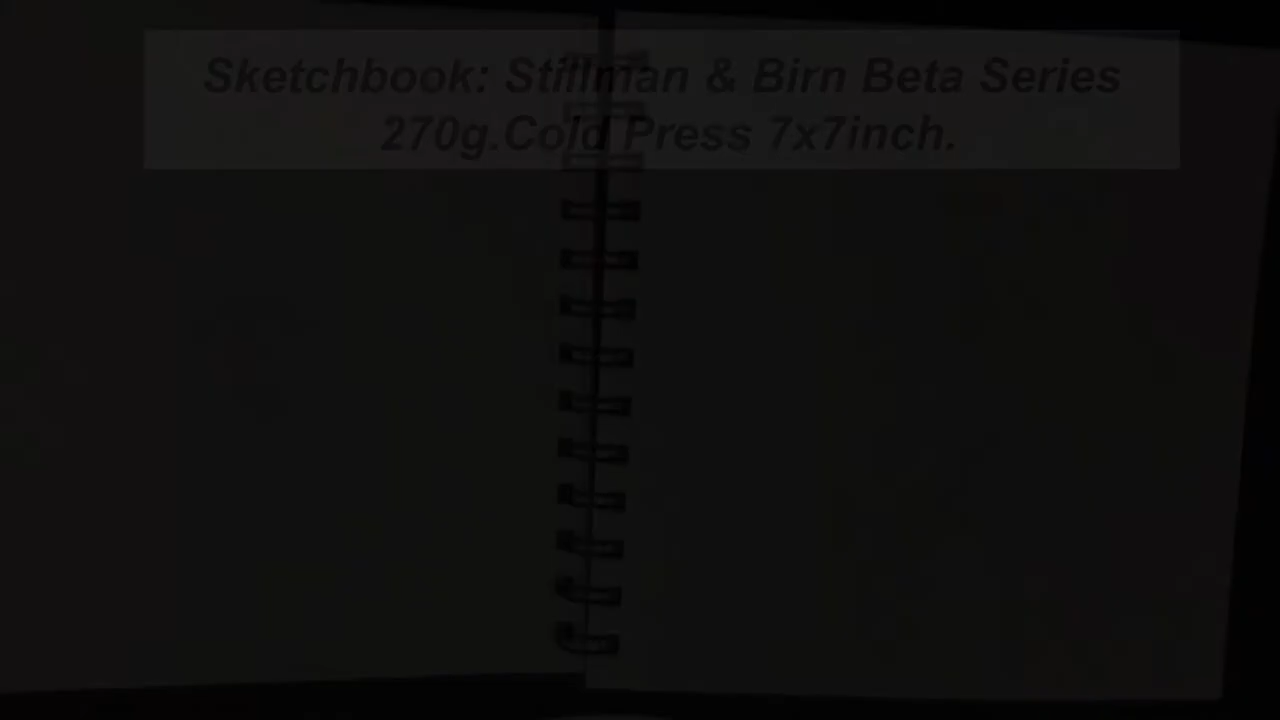 Sketchbook: Stillman & Birn Beta Series
270g.Cold Press 7x7inch.